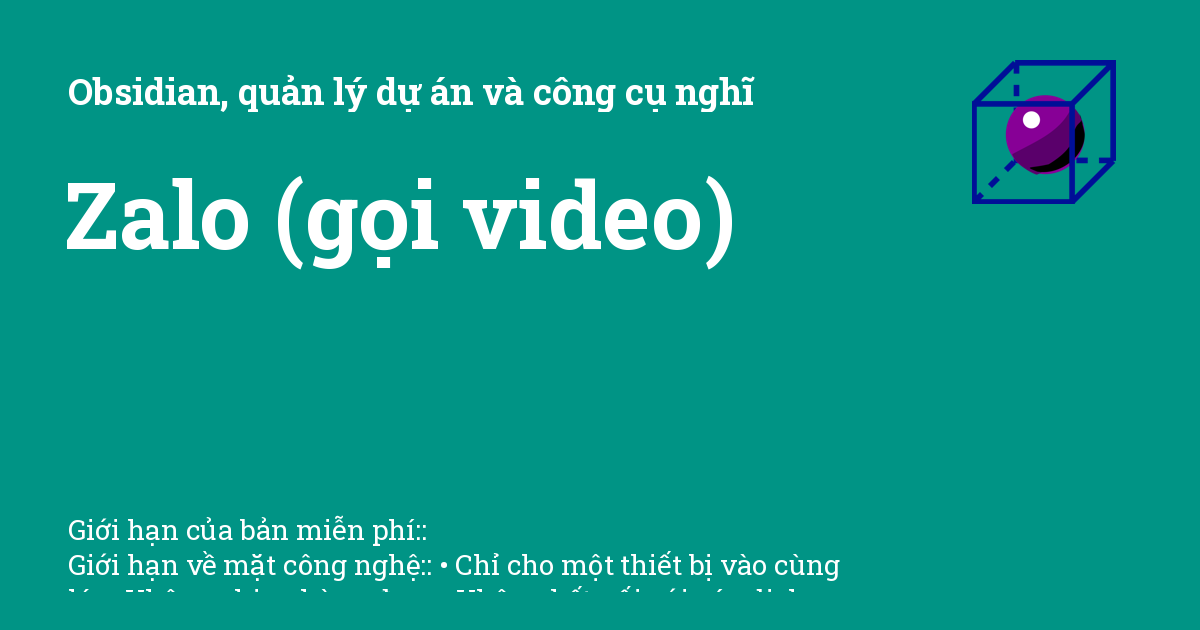 Obsidian, quản lý dự án và công cụ nghĩ
Zalo (gọi video)
Giới hạn của bản miễn phí::
Giới hạn về mặt công nghệ:: • Chỉ cho một thiết bị vào cùng